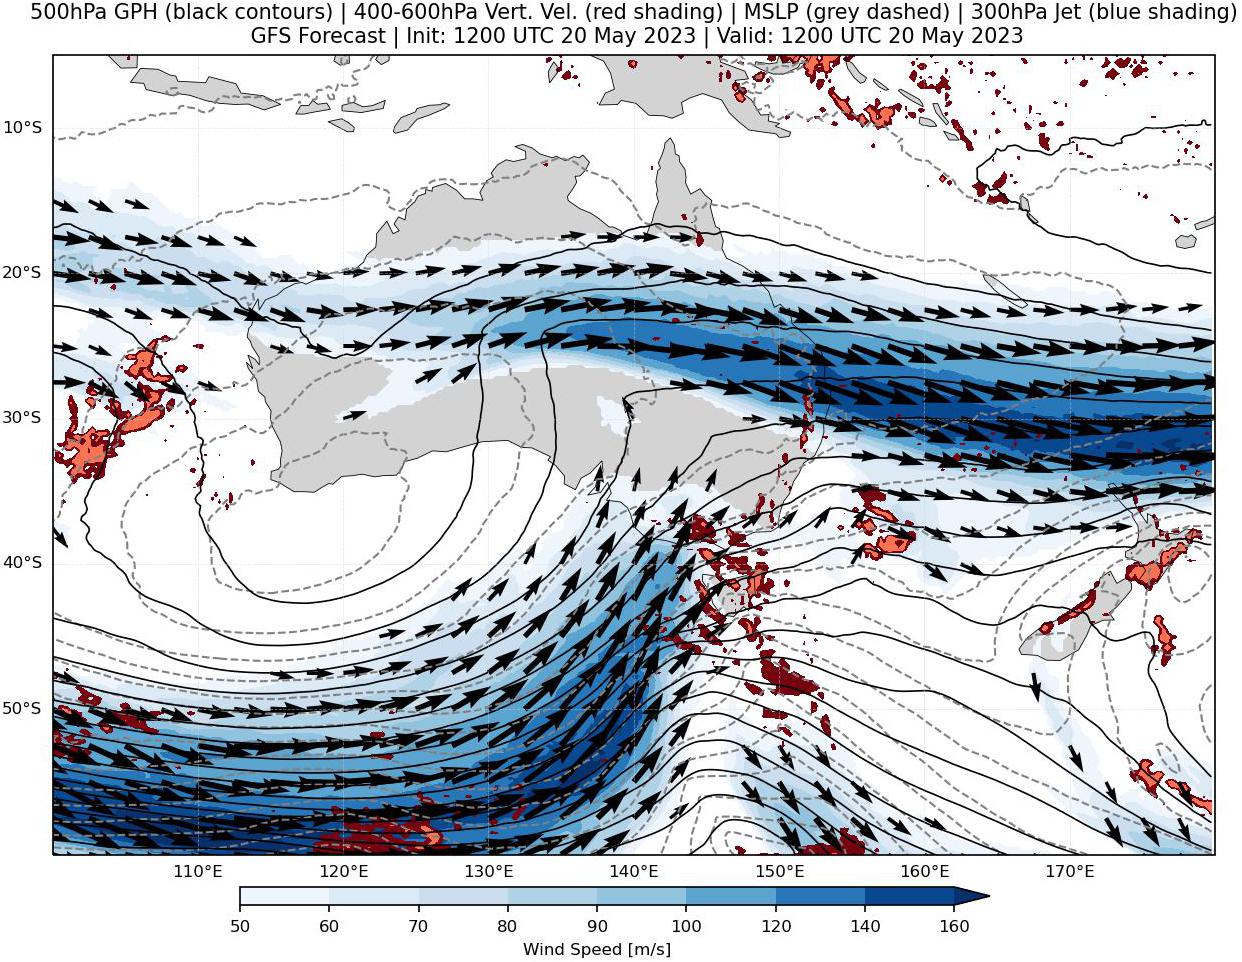 500hPa GPH (black contours) | 400-600hPa Vert. Vel. (red shading) | MSLP (grey dashed) | 300hPa Jet (blue shading)
GFS Forecast | Init: 1200 UTC 20 May 2023 | Valid: 1200 UTC 20 May 2023
10°S
20°S
30°S
40°S
50°S
110°E 120°E 130°E 140°E 150°E 160°E 170°E
50 60 70 80 90 100 120 140 160
Wind Speed [m/s]